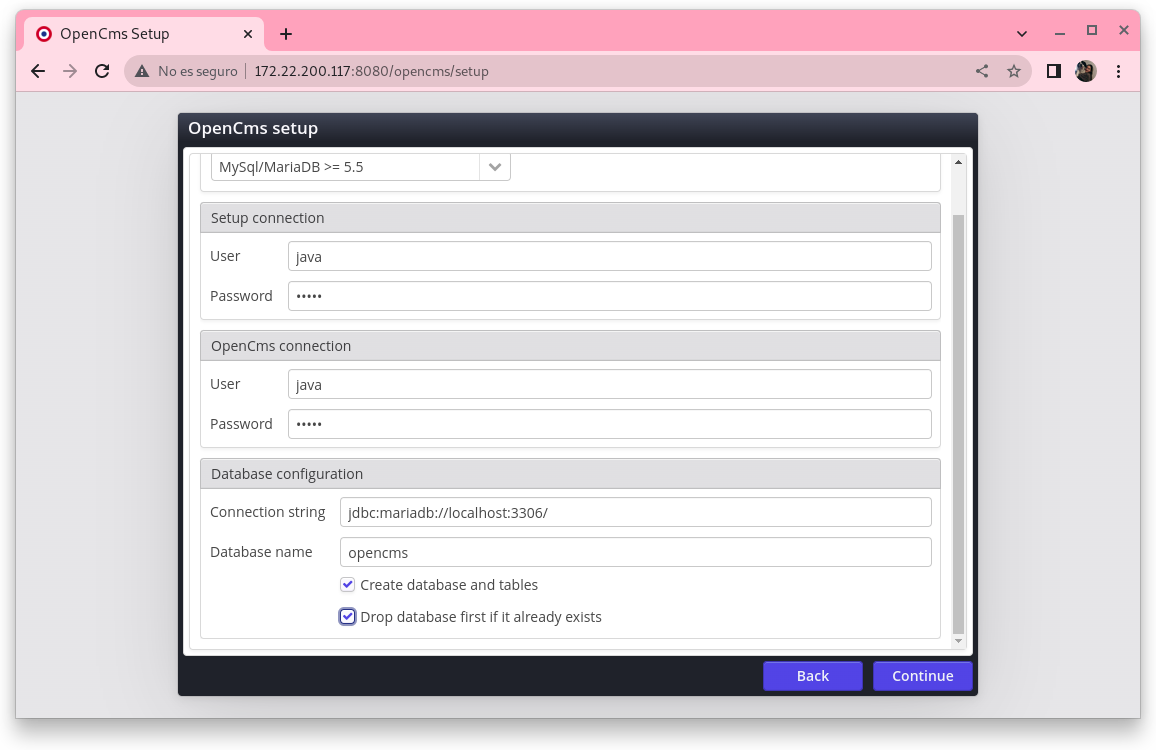 OpenCms Setup
No es seguro 172.22.200.117:8080/opencms/setup
OpenCms setup
MySql/MariaDB >= 5.5
Setup connection
User java
Password •••••
OpenCms connection
User java
Password •••••
Database configuration
Connection string jdbc:mariadb://localhost:3306/
Database name opencms
Create database and tables
Drop database first if it already exists
Back Continue